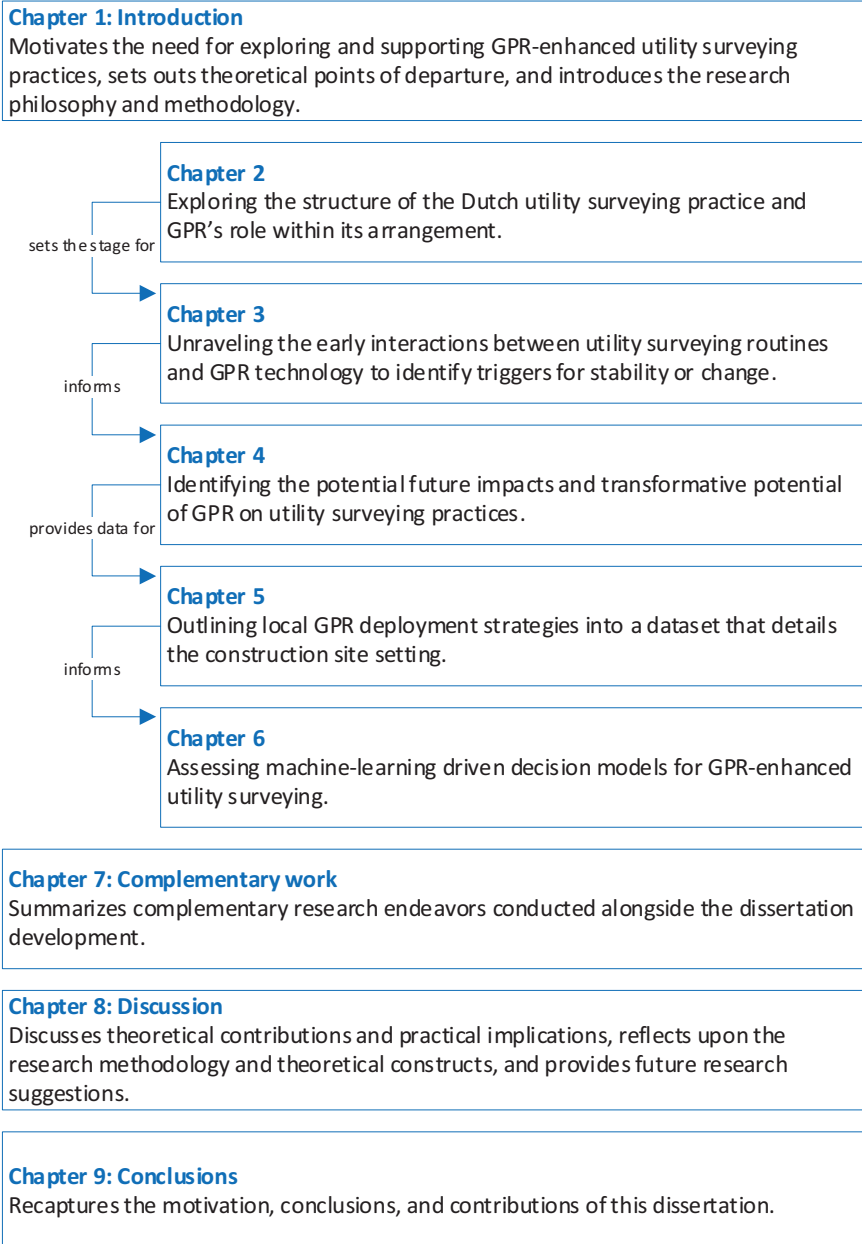 Chapter 1: Introduction
Motivates the need for exploring and supporting GPR-enhanced utility surveying
practices, sets outs theoretical points of departure, and introduces the research
philosophy and methodology.
Chapter 2
Exploring the structure of the Dutch utility surveying practice and
GPR's role within its arrangement.
sets the stage for
Chapter 3
Unraveling the early interactions between utility surveying routines
and GPR technology to identify triggers for stability or change.
informs
Chapter 4
Identifying the potential future impacts and transformative potential
of GPR on utility surveying practices.
provides data for
Chapter 5
Outlining local GPR deployment strategies into a dataset that details
the construction site setting.
informs
Chapter 6
Assessing machine-learning driven decision models for GPR-enhanced
utility surveying.
Chapter 7: Complementary work
Summarizes complementary research endeavors conducted alongside the dissertation
development.
Chapter 8: Discussion
Discusses theoretical contributions and practical implications, reflects upon the
research methodology and theoretical constructs, and provides future research
suggestions.
Chapter 9: Conclusions
Recaptures the motivation, conclusions, and contributions of this dissertation.